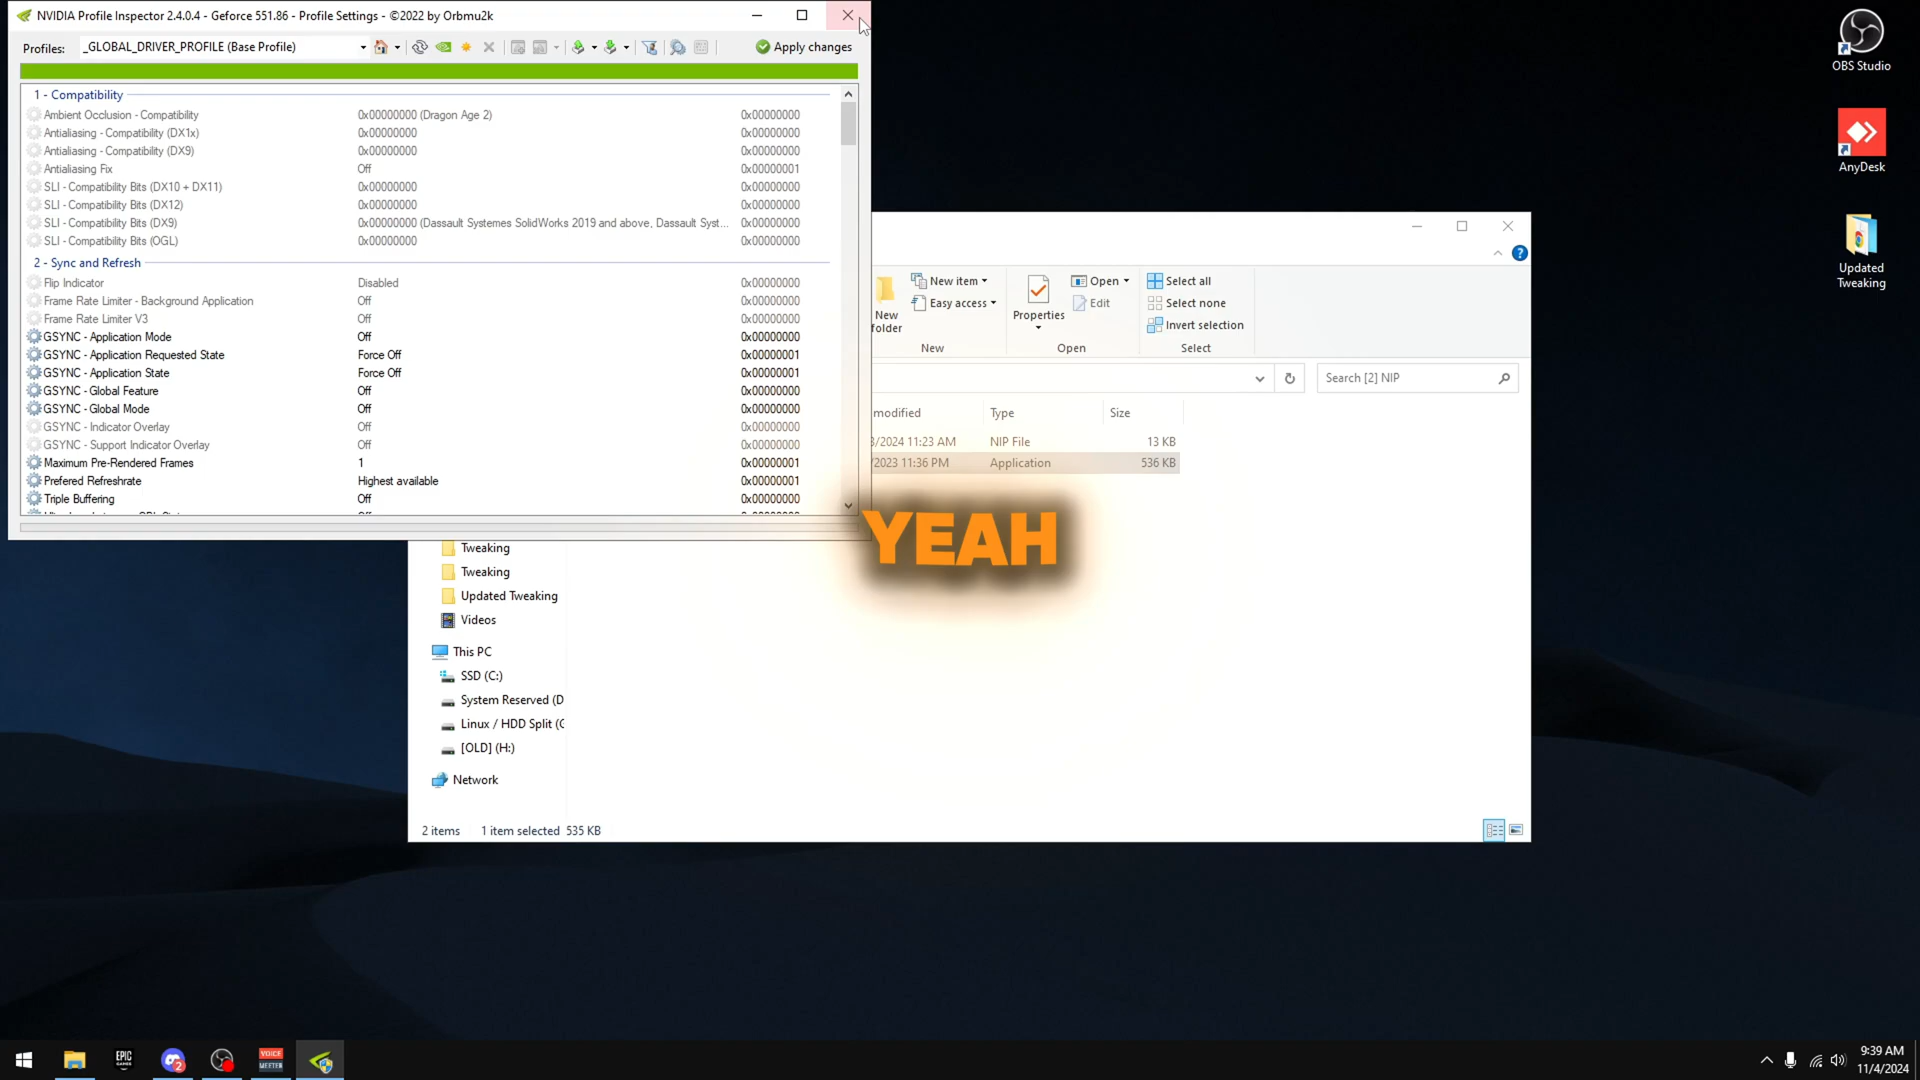 NVIDIA Profile Inspector 2.4.0.4 - Geforce 551.86 - Profile Settings - ©2022 by Orbmu2k
Profiles: _GLOBAL_DRIVER_PROFILE (Base Profile) Apply changes
1 - Compatibility
Ambient Occlusion - Compatibility 0x00000000 (Dragon Age 2) 0x00000000
Antialiasing - Compatibility (DX1x) 0x00000000 0x00000000
Antialiasing - Compatibility (DX9) 0x00000000 0x00000000
Antialiasing Fix Off 0x00000001
SLI - Compatibility Bits (DX10 + DX11) 0x00000000 0x00000000
SLI - Compatibility Bits (DX12) 0x00000000 0x00000000
SLI - Compatibility Bits (DX9) 0x00000000 (Dassault Systemes SolidWorks 2019 and above, Dassault Syst... 0x00000000
SLI - Compatibility Bits (OGL) 0x00000000 0x00000000
2 - Sync and Refresh
Flip Indicator Disabled 0x00000000
Frame Rate Limiter - Background Application Off 0x00000000
Frame Rate Limiter V3 Off 0x00000000
GSYNC - Application Mode Off 0x00000000
GSYNC - Application Requested State Force Off 0x00000001
GSYNC - Application State Force Off 0x00000001
GSYNC - Global Feature Off 0x00000000
GSYNC - Global Mode Off 0x00000000
GSYNC - Indicator Overlay Off 0x00000000
GSYNC - Support Indicator Overlay Off 0x00000000
Maximum Pre-Rendered Frames 1 0x00000001
Prefered Refreshrate Highest available 0x00000001
Triple Buffering Off 0x00000000
New item Open Select all
Easy access Edit Select none
New folder Properties Invert selection
New Open Select
Search [2] NIP
modified Type Size
/2024 11:23 AM NIP File 13 KB
/2023 11:36 PM Application 536 KB
YEAH
Tweaking
Tweaking
Updated Tweaking
Videos
This PC
SSD (C:)
System Reserved (D
Linux / HDD Split (
[OLD] (H:)
Network
2 items 1 item selected 535 KB
OBS Studio
AnyDesk
Updated
Tweaking
EPIC
GAMES
2
VOICE
MEETER
9:39 AM
11/4/2024